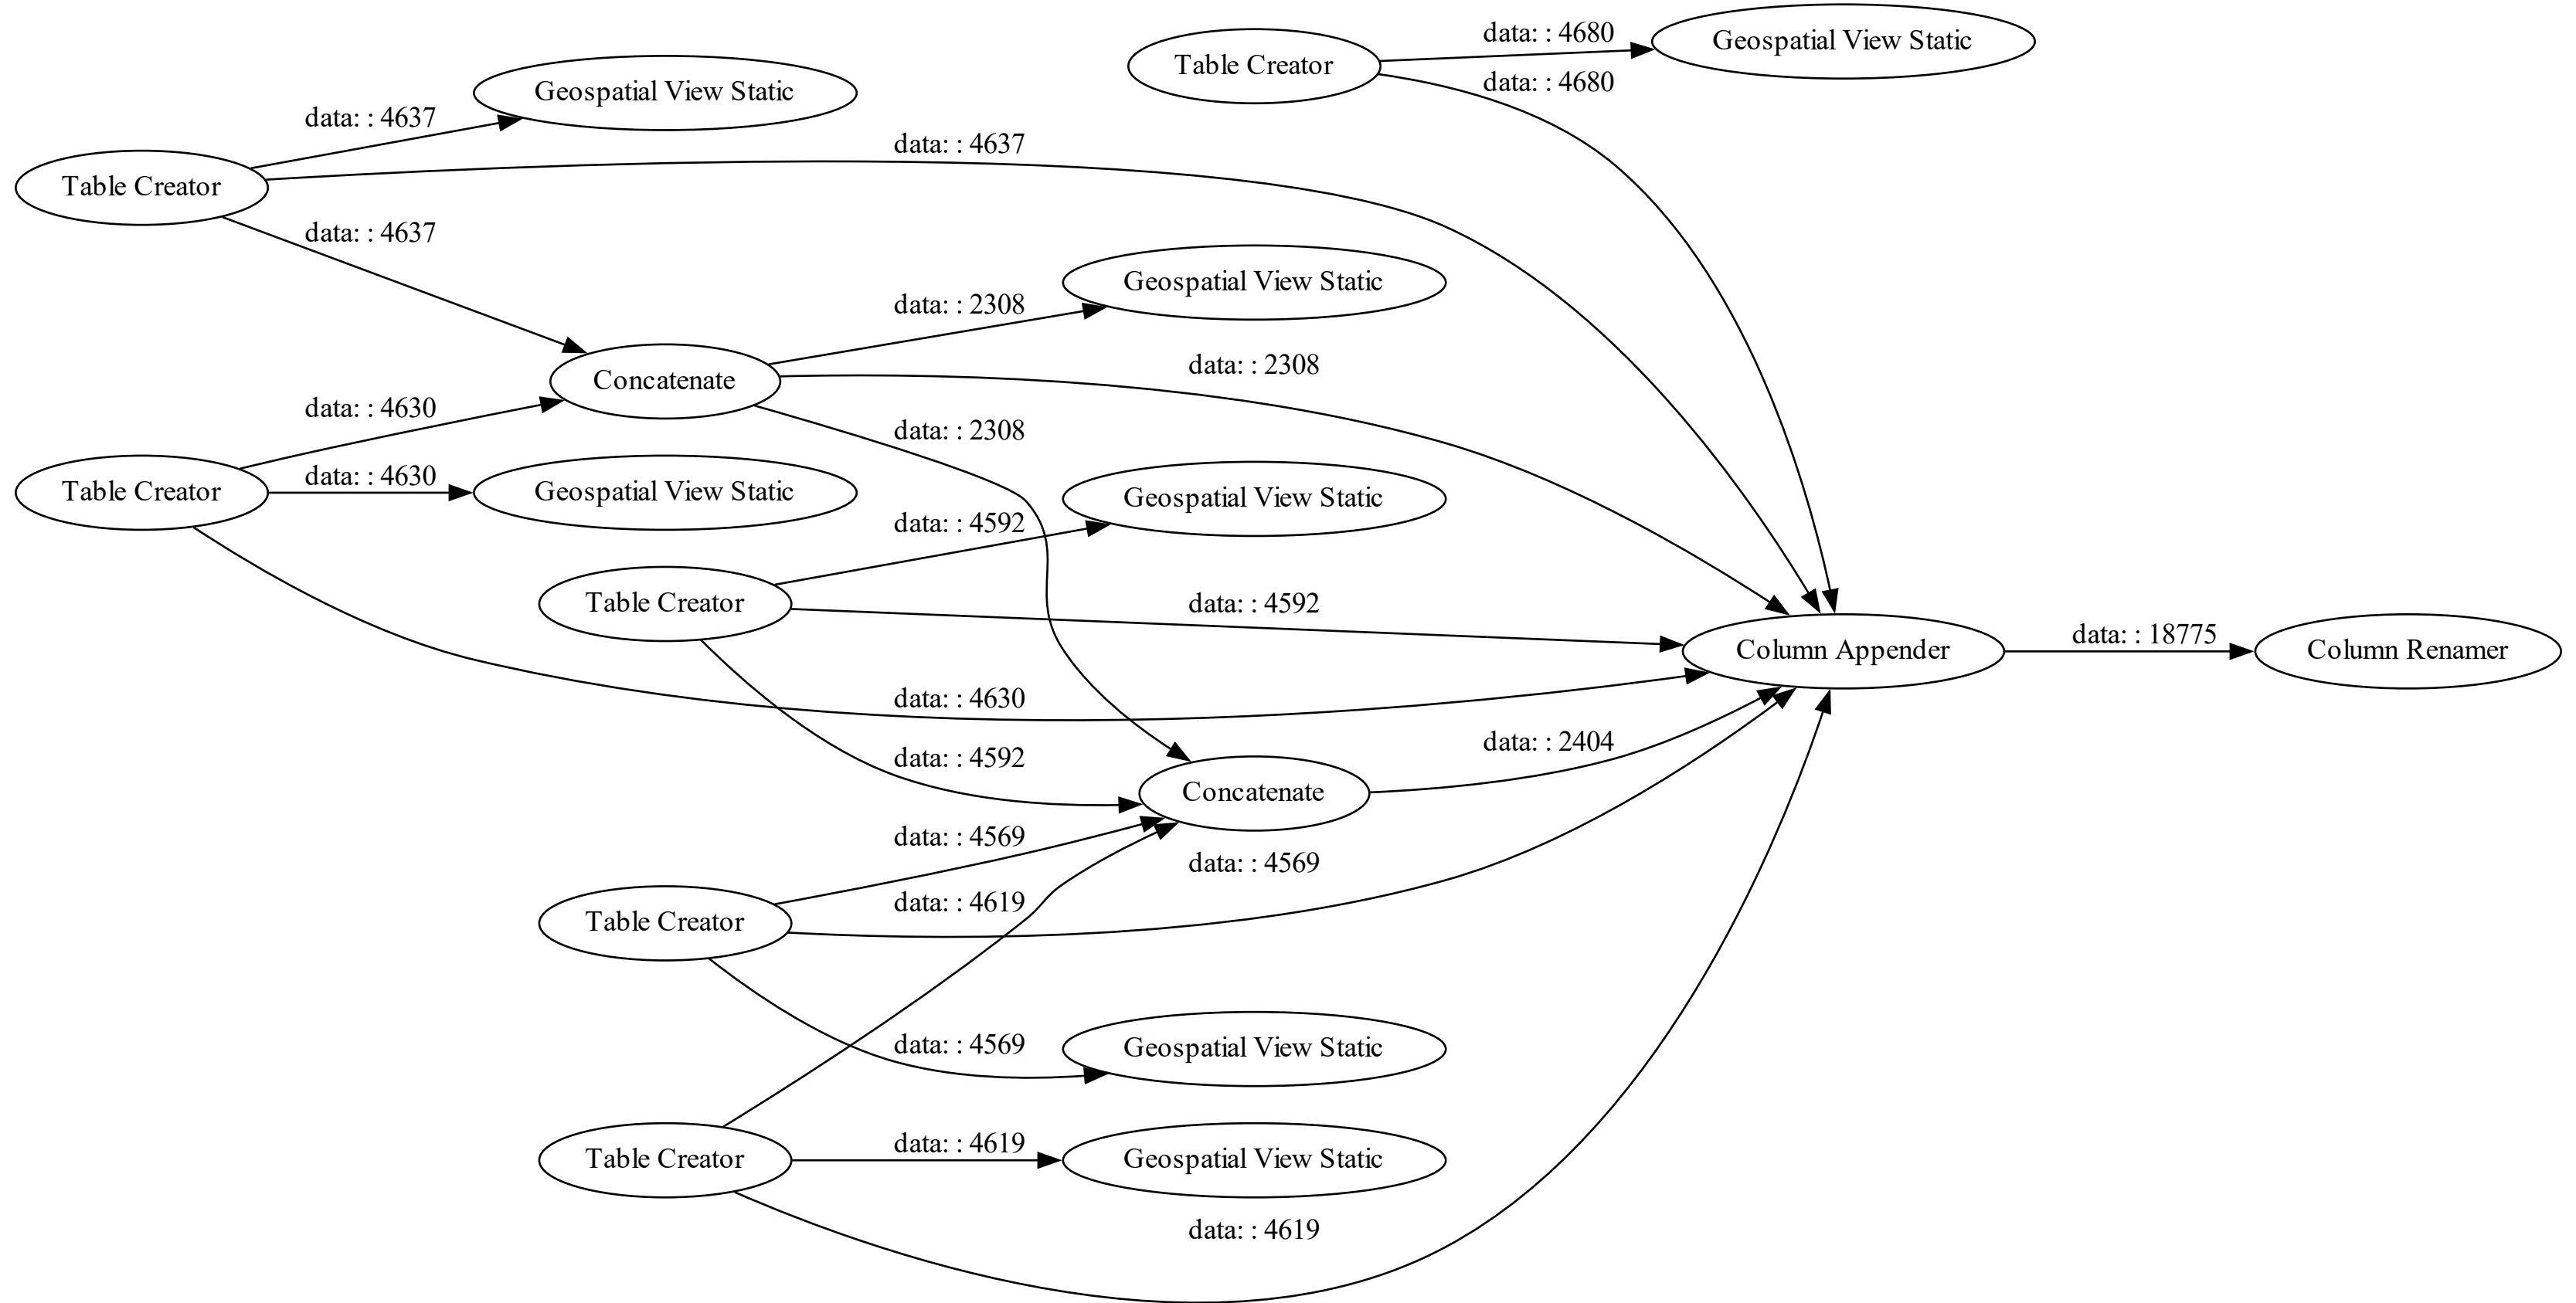 data: : 4680
Geospatial View Static
Table Creator
data: : 4680
Geospatial View Static
data: : 4637
data: : 4637
Table Creator
data: : 4637
Geospatial View Static
data: : 2308
data: : 2308
Concatenate
data: : 4630
data: : 2308
data: : 4630
Table Creator
Geospatial View Static
Geospatial View Static
data: : 4592
Table Creator
data: : 4592
data: : 18775
Column Appender
Column Renamer
data: : 4630
data: : 2404
data: : 4592
Concatenate
data: : 4569
data: : 4569
data: : 4619
Table Creator
data: : 4569
Geospatial View Static
data: : 4619
Table Creator
Geospatial View Static
data: : 4619